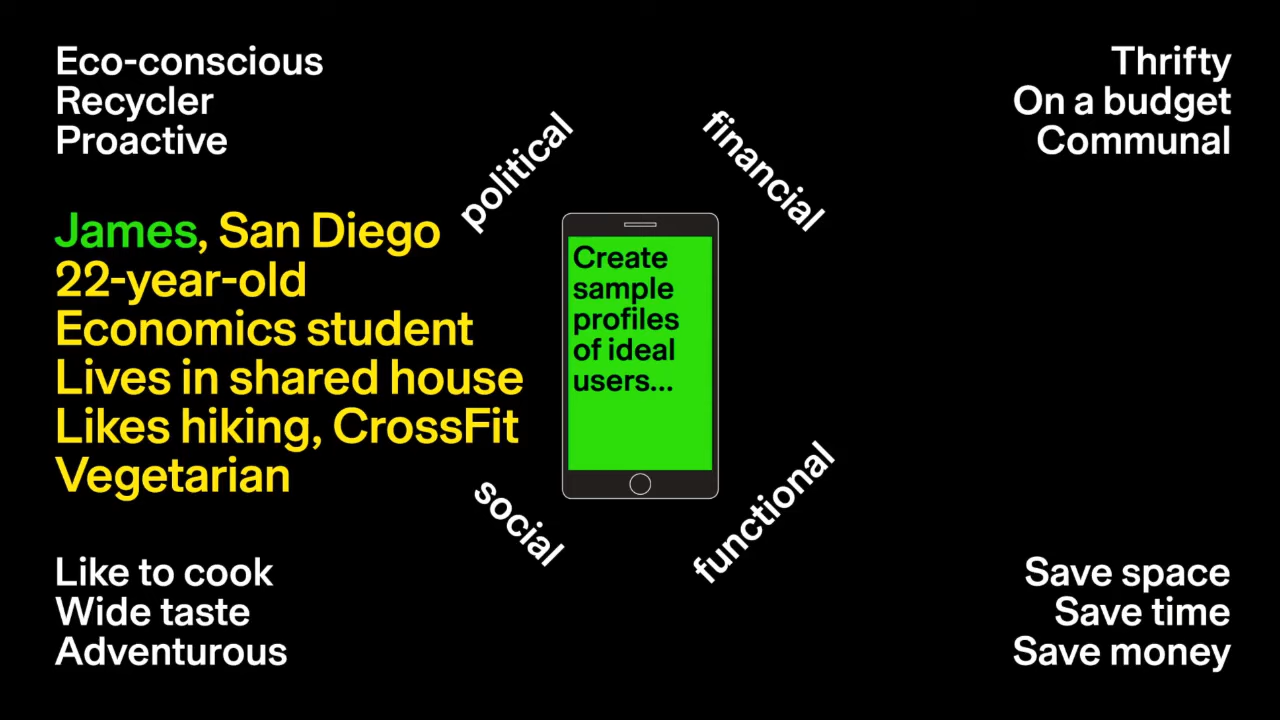 Eco-conscious
Recycler
Proactive
Thrifty
On a budget
Communal
political
financial
James, San Diego
22-year-old
Economics student
Lives in shared house
Likes hiking, CrossFit
Vegetarian
Create
sample
profiles
of ideal
users...
social
functional
Like to cook
Wide taste
Adventurous
Save space
Save time
Save money